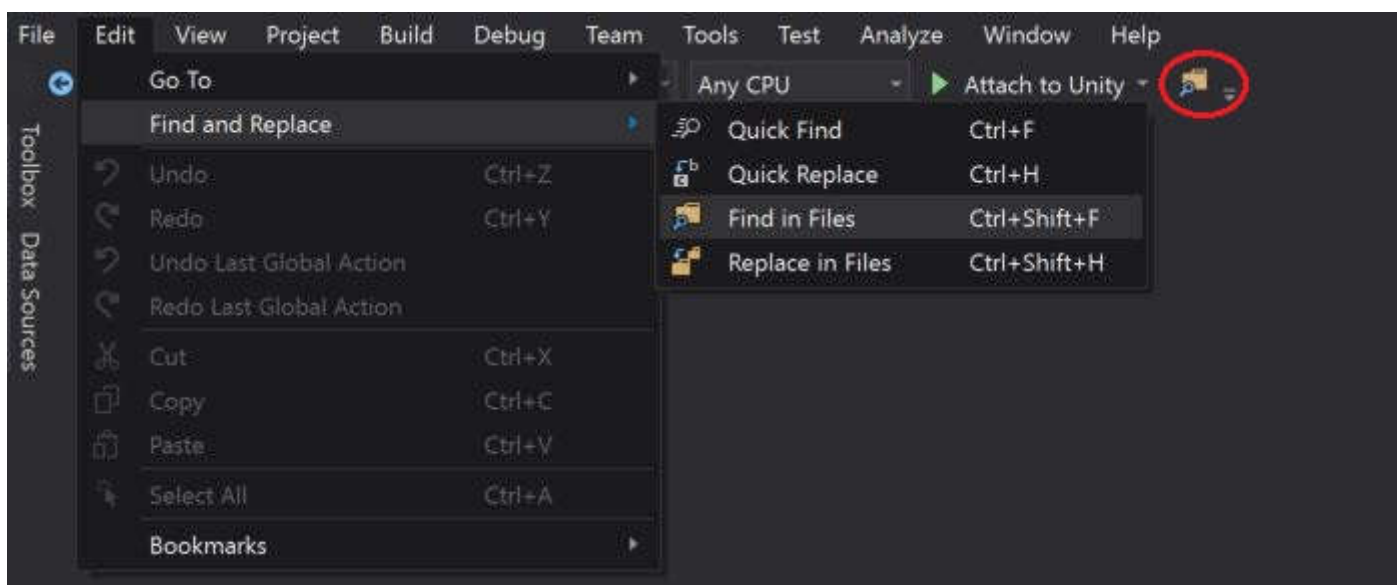 File Edit View Project Build Debug Team Tools Test Analyze Window Help
Go To
Any CPU
Attach to Unity
Find and Replace
Quick Find Ctrl+F
Quick Replace Ctrl+H
Find in Files Ctrl+Shift+F
Replace in Files Ctrl+Shift+H
Undo Ctrl+Z
Redo Ctrl+Y
Undo Last Global Action
Redo Last Global Action
Cut Ctrl+X
Copy Ctrl+C
Paste Ctrl+V
Select All Ctrl+A
Bookmarks
Toolbox
Data Sources